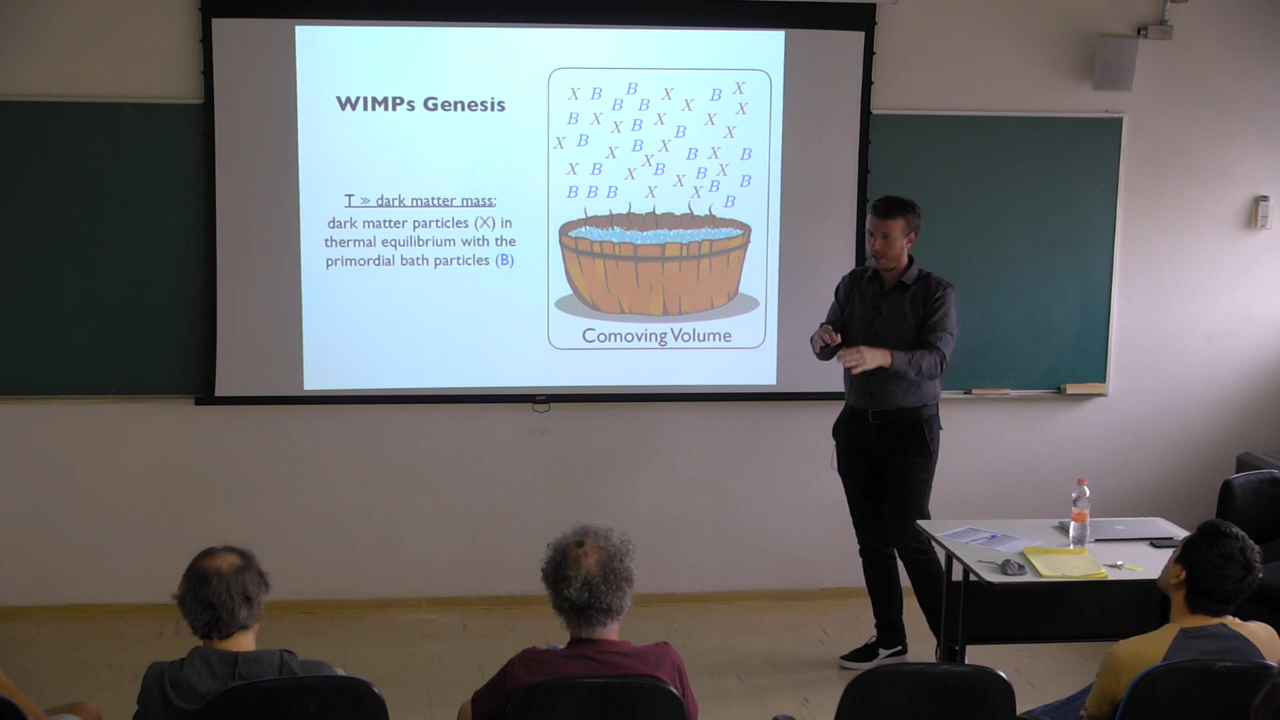 WIMPs Genesis
T ≫ dark matter mass:
dark matter particles (X) in
thermal equilibrium with the
primordial bath particles (B)
X B B X B X
B B X X
B X X B X X
X B X B X B X
X B X B X B X B
X B X B X B X B
B B B X X B B
Comoving Volume